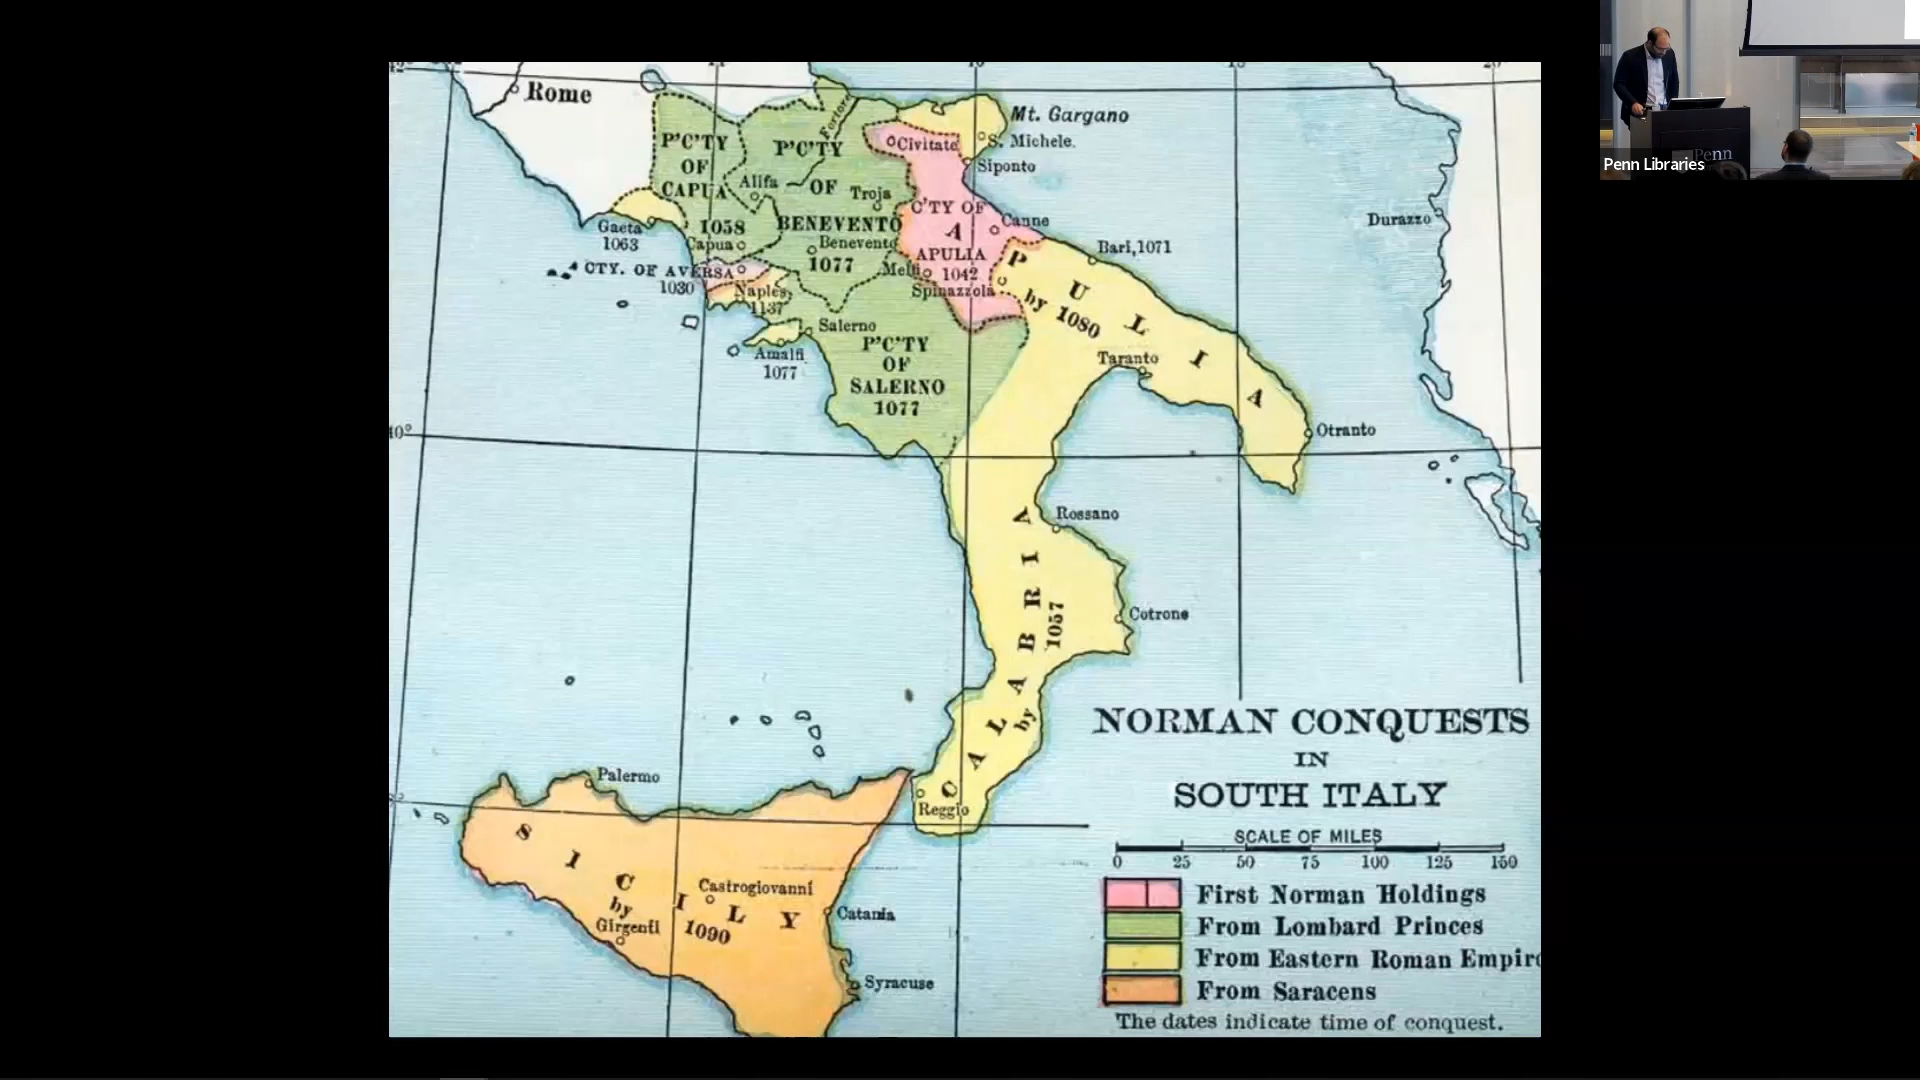 Rome
Mt. Gargano
Civitate
S. Michele.
Siponto
P'C'TY
OF
CAPUA
1058
Capua
Fortore
P'C'TY
OF
BENEVENTO
1077
Alifa
Troja
Benevento
C'TY OF
A
APULIA
1042
Canne
Melfi
Spinazzola
Bari, 1071
Durazzo
Gaeta
1063
CTY. OF AVERSA
1030
Naples
1137
Salerno
Amalfi
1077
P'C'TY
OF
SALERNO
1077
PULIA
by 1080
Taranto
Otranto
40°
Rossano
CALABRIA
by 1057
Cotrone
Reggio
Palermo
SICILY
by 1090
Castrogiovanni
Girgenti
Catania
Syracuse
NORMAN CONQUESTS
IN
SOUTH ITALY
SCALE OF MILES
0 25 50 75 100 125 150
First Norman Holdings
From Lombard Princes
From Eastern Roman Empire
From Saracens
The dates indicate time of conquest.
Penn
Penn Libraries